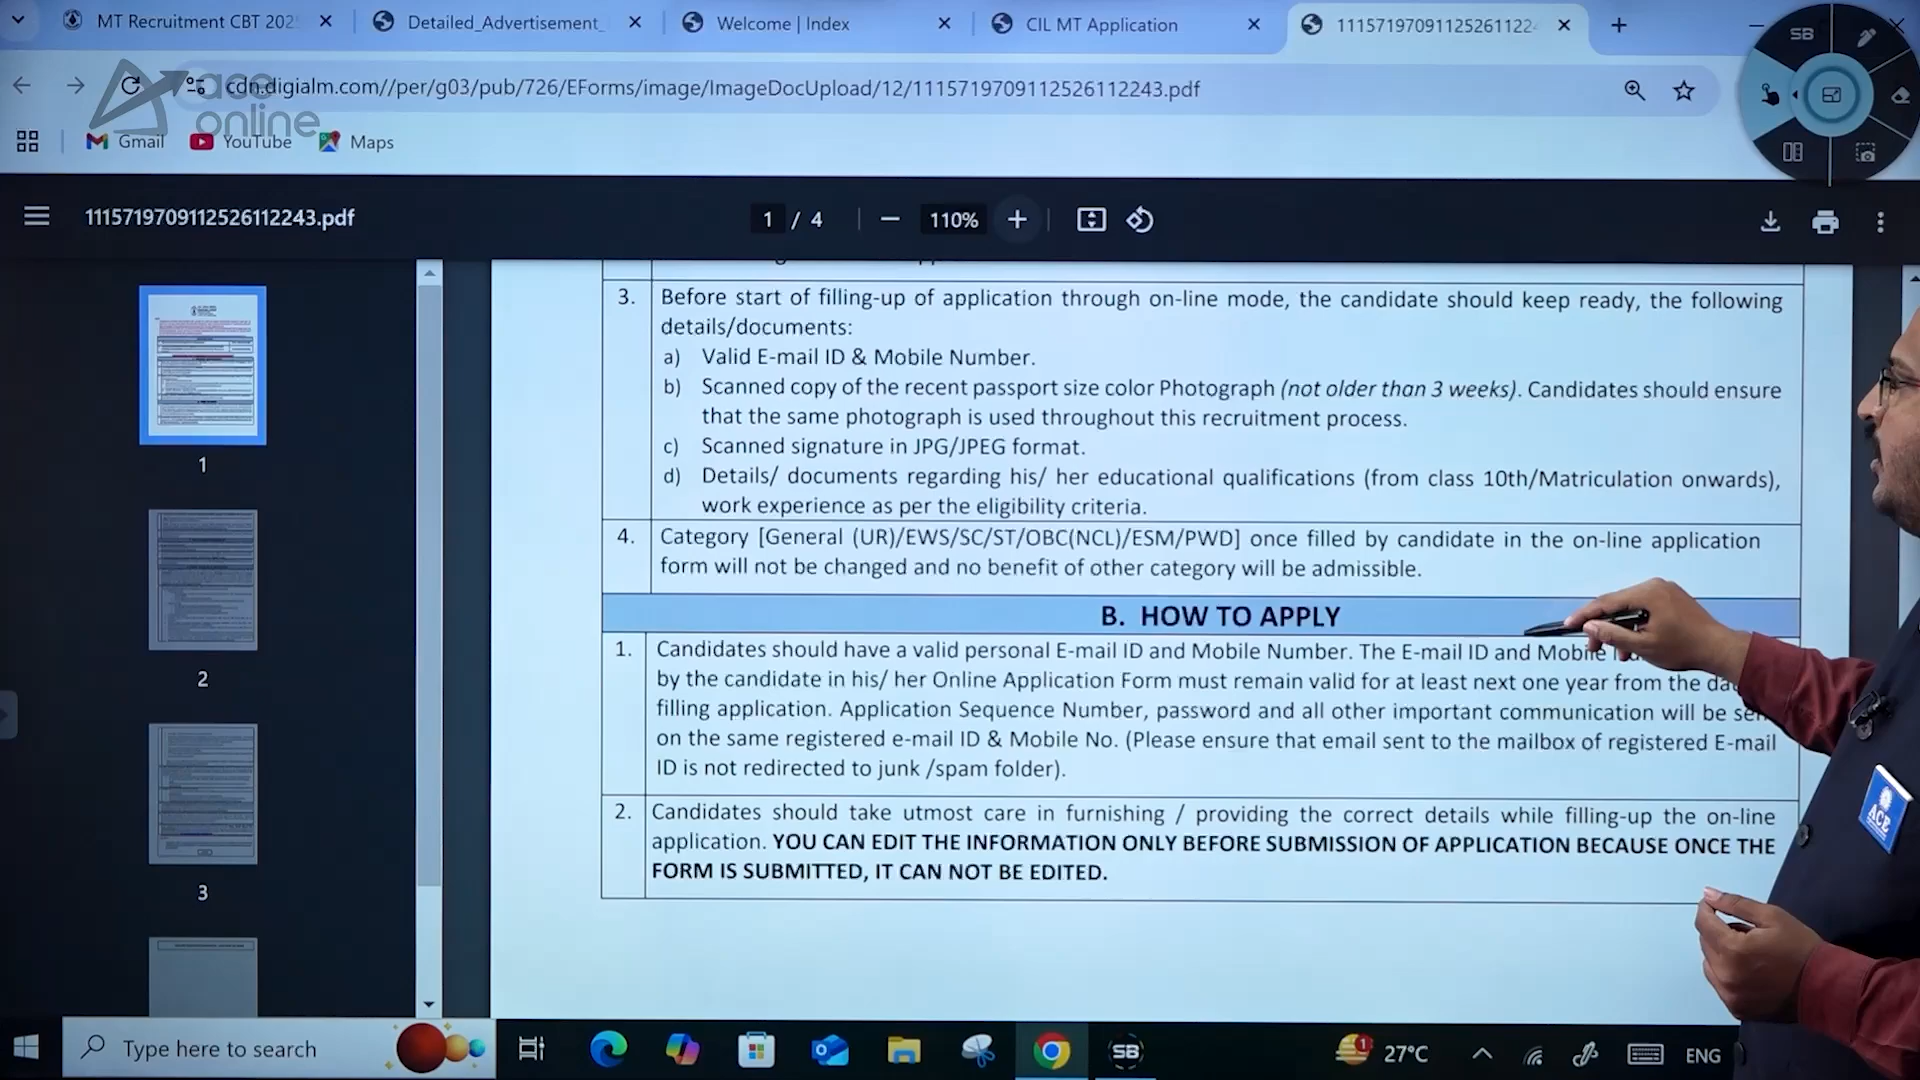 MT Recruitment CBT 202
Detailed_Advertisement_
Welcome | Index
CIL MT Application
111571970911252611224
SB
cdn.digialm.com//per/g03/pub/726/EForms/image/ImageDocUpload/12/1115719709112526112243.pdf
ace
online
Gmail
YouTube
Maps
1115719709112526112243.pdf
1 / 4
110%
3. Before start of filling-up of application through on-line mode, the candidate should keep ready, the following
details/documents:
a) Valid E-mail ID & Mobile Number.
b) Scanned copy of the recent passport size color Photograph (not older than 3 weeks). Candidates should ensure
that the same photograph is used throughout this recruitment process.
c) Scanned signature in JPG/JPEG format.
d) Details/ documents regarding his/ her educational qualifications (from class 10th/Matriculation onwards),
work experience as per the eligibility criteria.
4. Category [General (UR)/EWS/SC/ST/OBC(NCL)/ESM/PWD] once filled by candidate in the on-line application
form will not be changed and no benefit of other category will be admissible.
B. HOW TO APPLY
1. Candidates should have a valid personal E-mail ID and Mobile Number. The E-mail ID and Mobile
by the candidate in his/ her Online Application Form must remain valid for at least next one year from the
filling application. Application Sequence Number, password and all other important communication will be
on the same registered e-mail ID & Mobile No. (Please ensure that email sent to the mailbox of registered E-mail
ID is not redirected to junk /spam folder).
2. Candidates should take utmost care in furnishing / providing the correct details while filling-up the on-line
application. YOU CAN EDIT THE INFORMATION ONLY BEFORE SUBMISSION OF APPLICATION BECAUSE ONCE THE
FORM IS SUBMITTED, IT CAN NOT BE EDITED.
1
2
3
ACE
Type here to search
SB
1
27°C
ENG